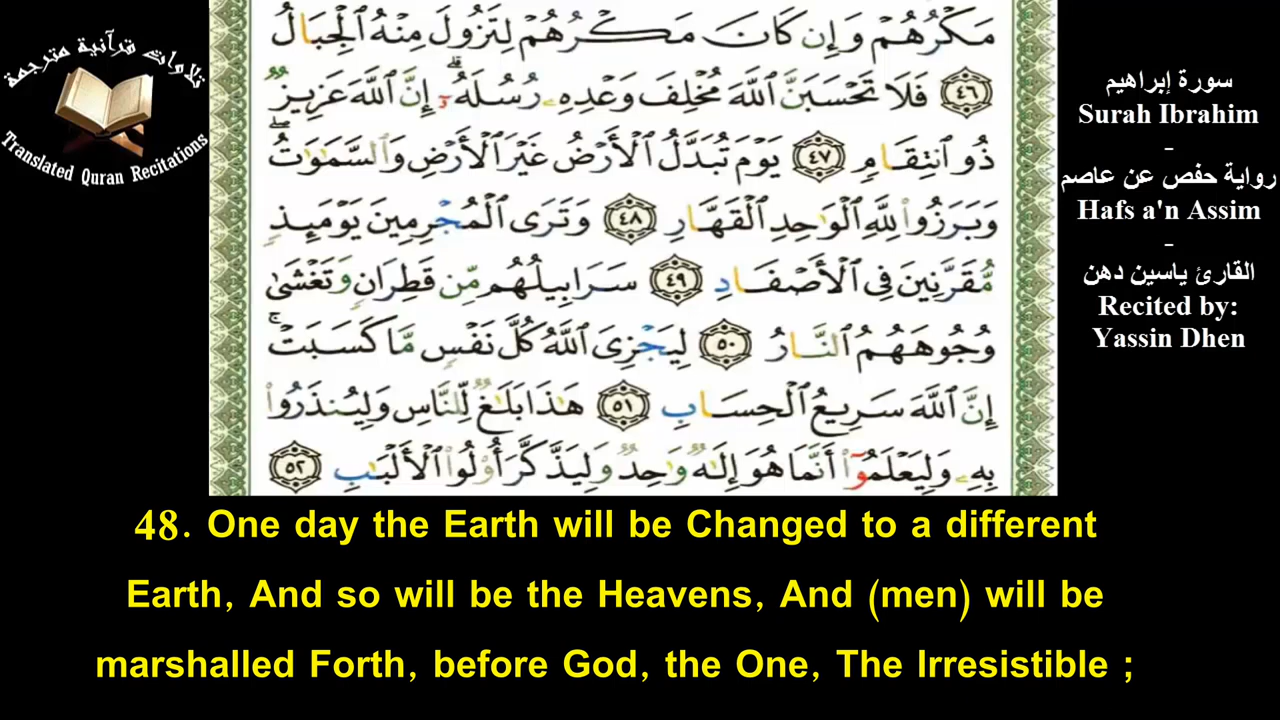 تلاوات قرآنية مترجمة
Translated Quran Recitations
مَكْرُهُمْ وَإِن كَانَ مَكْرُهُمْ لِتَزُولَ مِنْهُ ٱلْجِبَالُ
٤٦ فَلَا تَحْسَبَنَّ ٱللَّهَ مُخْلِفَ وَعْدِهِۦ رُسُلَهُۥٓ ۗ إِنَّ ٱللَّهَ عَزِيزٌ
ذُو ٱنتِقَامٍ ٤٧ يَوْمَ تُبَدَّلُ ٱلْأَرْضُ غَيْرَ ٱلْأَرْضِ وَٱلسَّمَٰوَٰتُ ۖ
وَبَرَزُوا۟ لِلَّهِ ٱلْوَٰحِدِ ٱلْقَهَّارِ ٤٨ وَتَرَى ٱلْمُجْرِمِينَ يَوْمَئِذٍ
مُّقَرَّنِينَ فِى ٱلْأَصْفَادِ ٤٩ سَرَابِيلُهُم مِّن قَطِرَانٍ وَتَغْشَىٰ
وُجُوهَهُمُ ٱلنَّارُ ٥٠ لِيَجْزِىَ ٱللَّهُ كُلَّ نَفْسٍ مَّا كَسَبَتْ ۚ
إِنَّ ٱللَّهَ سَرِيعُ ٱلْحِسَابِ ٥١ هَٰذَا بَلَٰغٌ لِّلنَّاسِ وَلِيُنذَرُوا۟
بِهِۦ وَلِيَعْلَمُوٓا۟ أَنَّمَا هُوَ إِلَٰهٌ وَٰحِدٌ وَلِيَذَّكَّرَ أُو۟لُوا۟ ٱلْأَلْبَٰبِ ٥٢
سورة إبراهيم
Surah Ibrahim
-
رواية حفص عن عاصم
Hafs a'n Assim
-
القارئ ياسين دهن
Recited by:
Yassin Dhen
48. One day the Earth will be Changed to a different
Earth, And so will be the Heavens, And (men) will be
marshalled Forth, before God, the One, The Irresistible ;